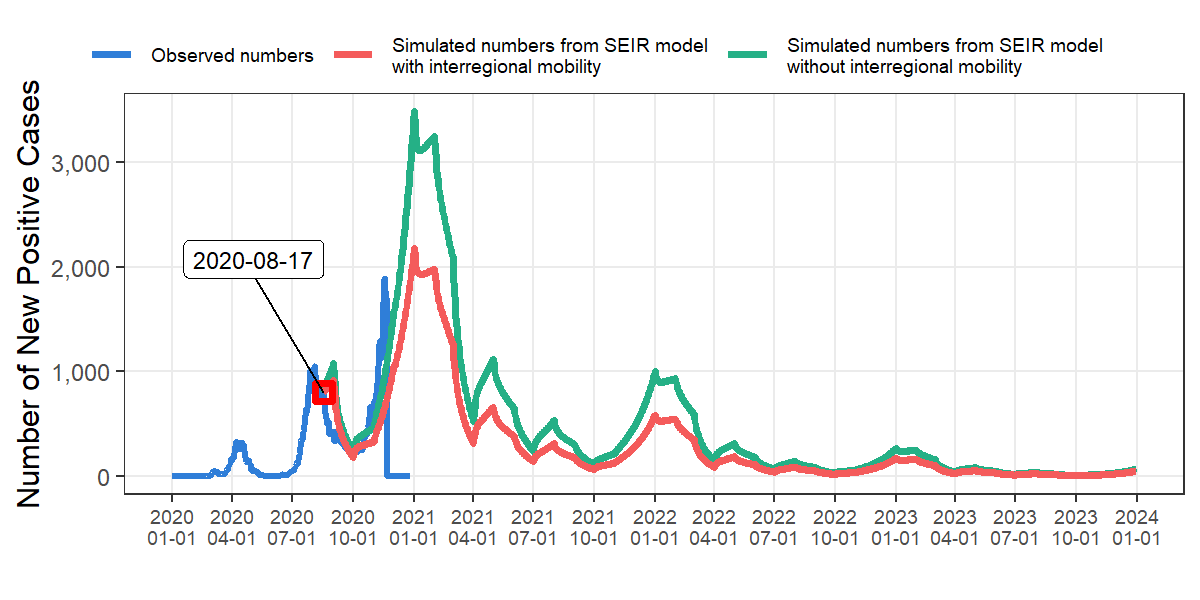 Observed numbers
Simulated numbers from SEIR model
with interregional mobility
Simulated numbers from SEIR model
without interregional mobility
Number of New Positive Cases
3,000
2,000
1,000
0
2020-08-17
2020 2020 2020 2020 2021 2021 2021 2021 2022 2022 2022 2022 2023 2023 2023 2023 2024
01-01 04-01 07-01 10-01 01-01 04-01 07-01 10-01 01-01 04-01 07-01 10-01 01-01 04-01 07-01 10-01 01-01